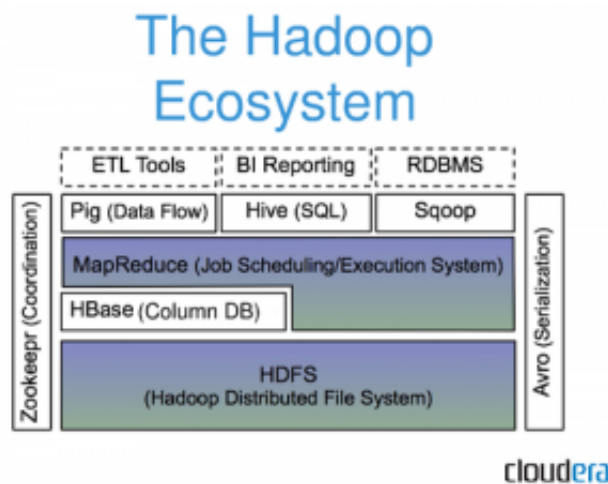 The Hadoop
Ecosystem
ETL Tools
BI Reporting
RDBMS
Pig (Data Flow)
Hive (SQL)
Sqoop
MapReduce (Job Scheduling/Execution System)
HBase (Column DB)
HDFS
(Hadoop Distributed File System)
Zookeepr (Coordination)
Avro (Serialization)
cloudera